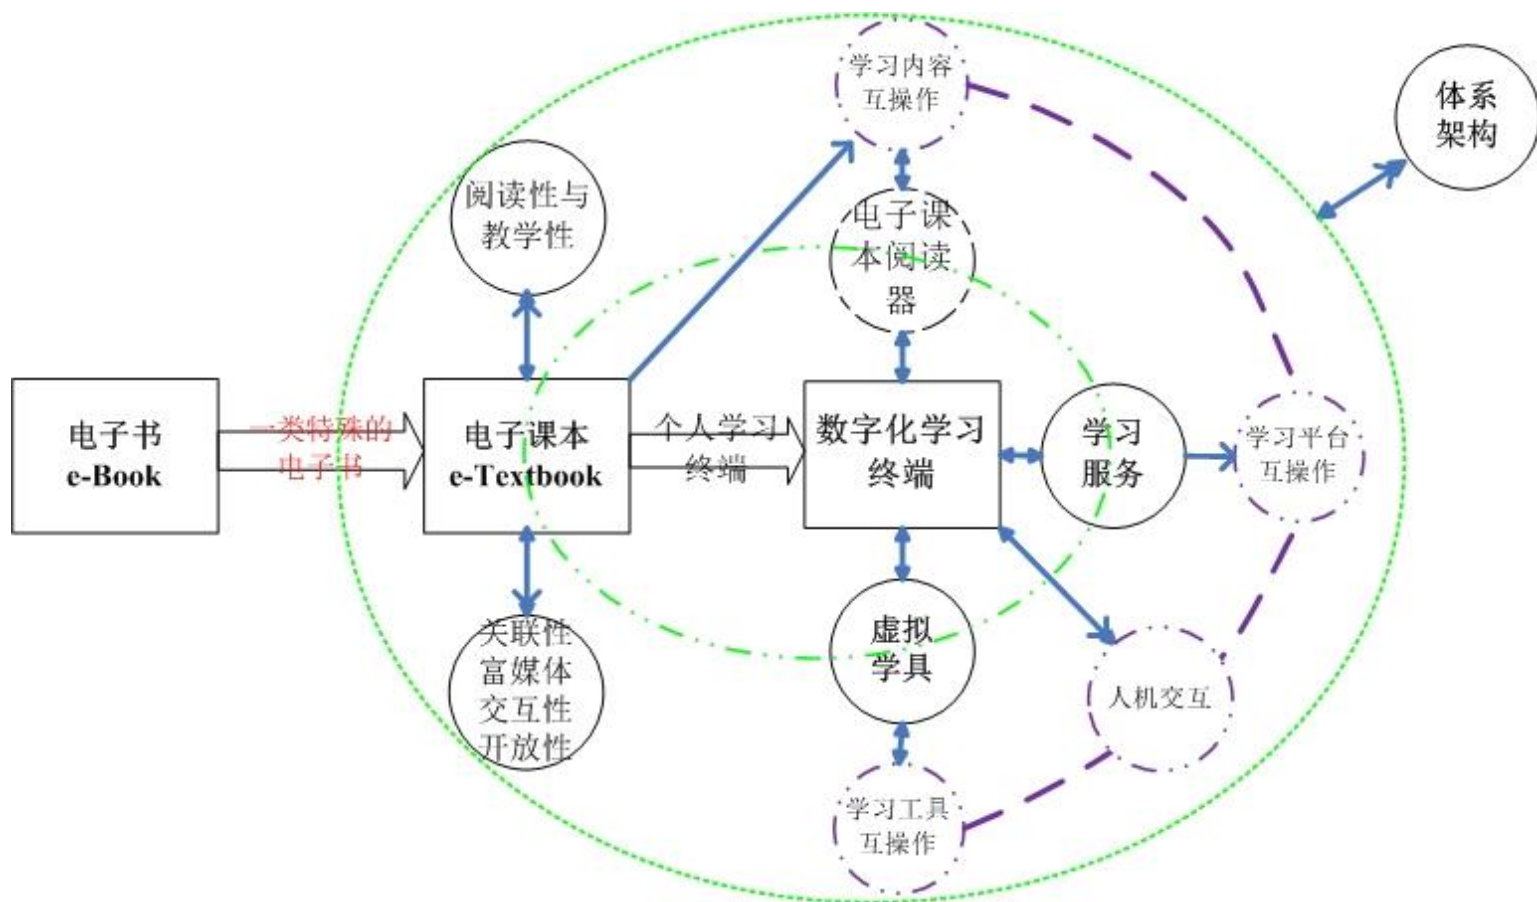 学习内容
互操作
体系
架构
阅读性与
教学性
电子课
本阅读
器
电子书
e-Book
一类特殊的
电子书
电子课本
e-Textbook
个人学习
终端
数字化学习
终端
学习
服务
学习平台
互操作
关联性
富媒体
交互性
开放性
虚拟
学具
人机交互
学习工具
互操作